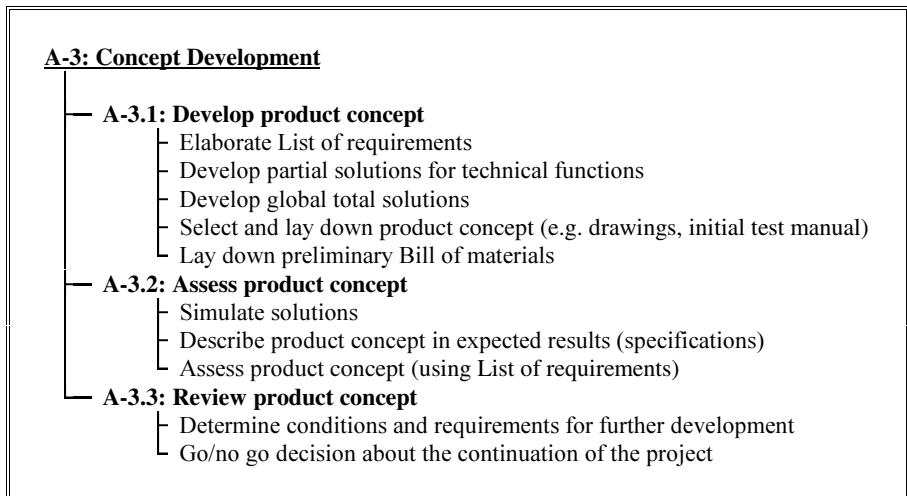 A-3: Concept Development
A-3.1: Develop product concept
Elaborate List of requirements
Develop partial solutions for technical functions
Develop global total solutions
Select and lay down product concept (e.g. drawings, initial test manual)
Lay down preliminary Bill of materials
A-3.2: Assess product concept
Simulate solutions
Describe product concept in expected results (specifications)
Assess product concept (using List of requirements)
A-3.3: Review product concept
Determine conditions and requirements for further development
Go/no go decision about the continuation of the project